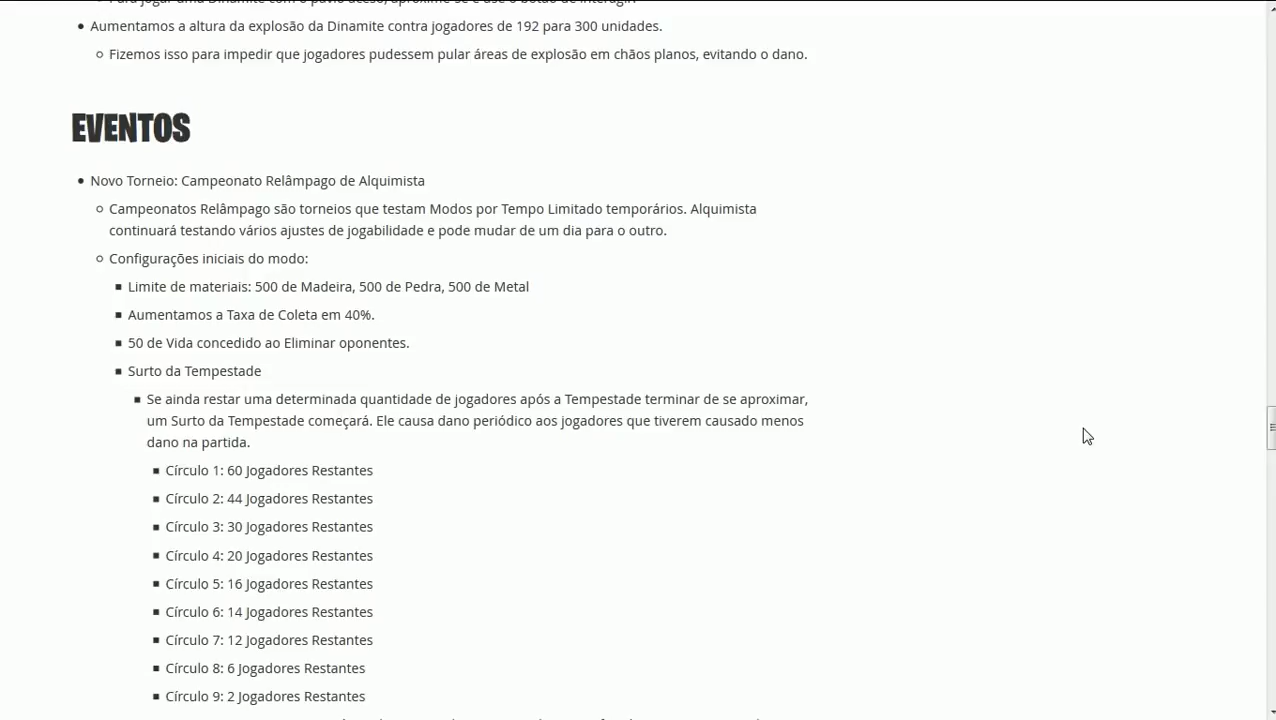 Aumentamos a altura da explosão da Dinamite contra jogadores de 192 para 300 unidades.
Fizemos isso para impedir que jogadores pudessem pular áreas de explosão em chãos planos, evitando o dano.
EVENTOS
Novo Torneio: Campeonato Relâmpago de Alquimista
Campeonatos Relâmpago são torneios que testam Modos por Tempo Limitado temporários. Alquimista
continuará testando vários ajustes de jogabilidade e pode mudar de um dia para o outro.
Configurações iniciais do modo:
Limite de materiais: 500 de Madeira, 500 de Pedra, 500 de Metal
Aumentamos a Taxa de Coleta em 40%.
50 de Vida concedido ao Eliminar oponentes.
Surto da Tempestade
Se ainda restar uma determinada quantidade de jogadores após a Tempestade terminar de se aproximar,
um Surto da Tempestade começará. Ele causa dano periódico aos jogadores que tiverem causado menos
dano na partida.
Círculo 1: 60 Jogadores Restantes
Círculo 2: 44 Jogadores Restantes
Círculo 3: 30 Jogadores Restantes
Círculo 4: 20 Jogadores Restantes
Círculo 5: 16 Jogadores Restantes
Círculo 6: 14 Jogadores Restantes
Círculo 7: 12 Jogadores Restantes
Círculo 8: 6 Jogadores Restantes
Círculo 9: 2 Jogadores Restantes